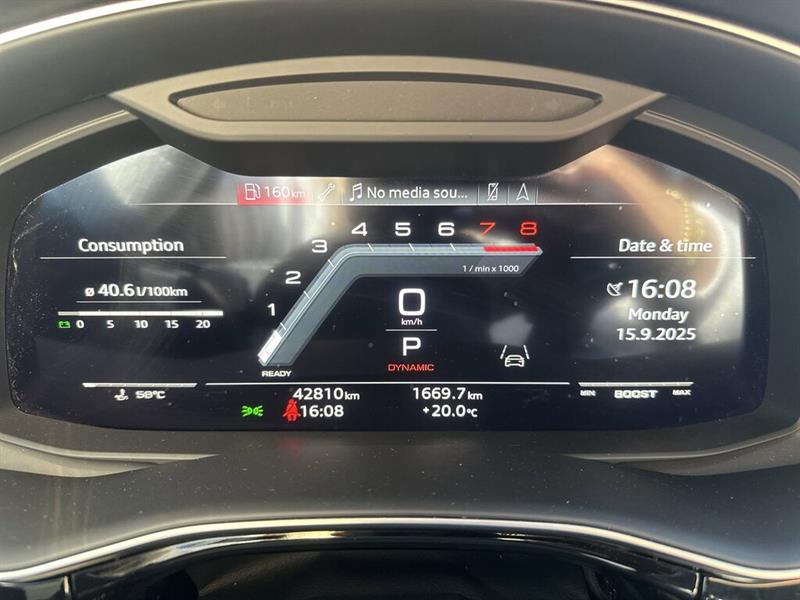 160 km
No media sou...
Consumption
ø 40.6 l/100km
0 5 10 15 20
58°C
1 2 3 4 5 6 7 8
1 / min x 1000
0
km/h
P
DYNAMIC
READY
Date & time
16:08
Monday
15.9.2025
42810 km
1669.7 km
16:08
+20.0 °C
MIN BOOST MAX